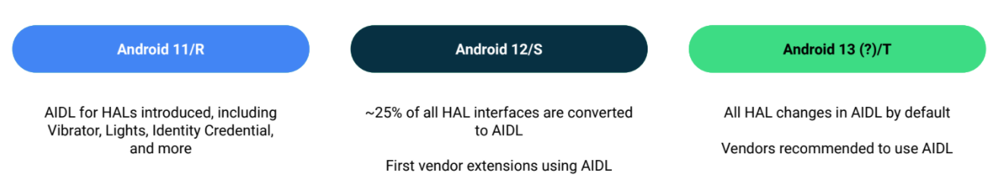 Android 11/R
AIDL for HALs introduced, including
Vibrator, Lights, Identity Credential,
and more
Android 12/S
~25% of all HAL interfaces are converted
to AIDL
First vendor extensions using AIDL
Android 13 (?)/T
All HAL changes in AIDL by default
Vendors recommended to use AIDL